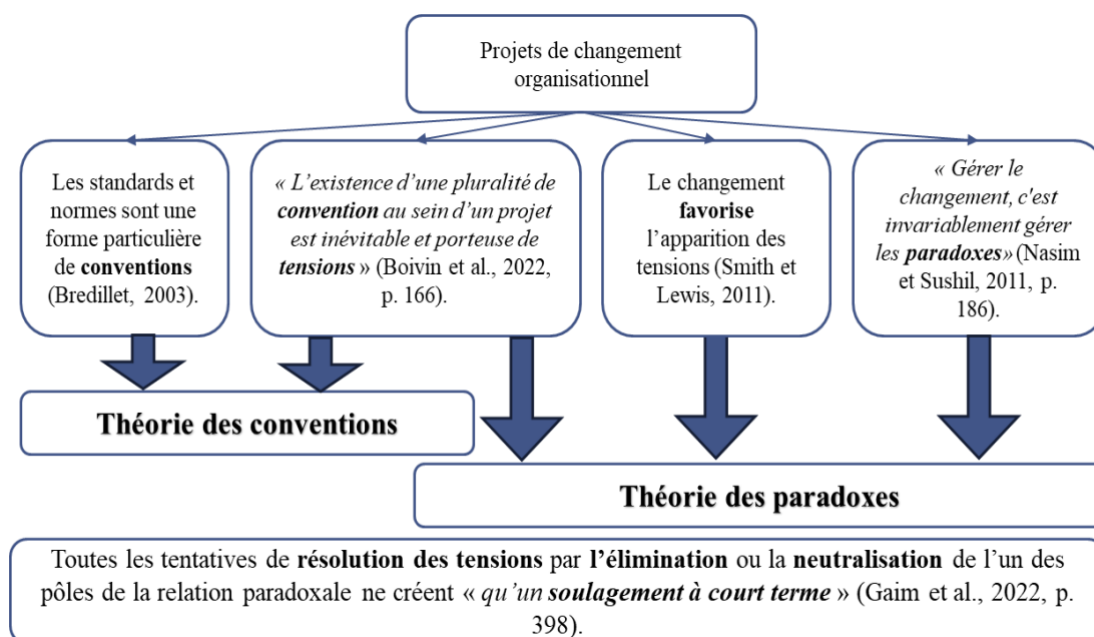 Projets de changement
organisationnel
Les standards et
normes sont une
forme particulière
de conventions
(Bredillet, 2003).
« L’existence d’une pluralité de
convention au sein d’un projet
est inévitable et porteuse de
tensions » (Boivin et al., 2022,
p. 166).
Le changement
favorise
l’apparition des
tensions (Smith et
Lewis, 2011).
« Gérer le
changement, c'est
invariablement gérer
les paradoxes» (Nasim
et Sushil, 2011, p.
186).
Théorie des conventions
Théorie des paradoxes
Toutes les tentatives de résolution des tensions par l’élimination ou la neutralisation de l’un des
pôles de la relation paradoxale ne créent « qu’un soulagement à court terme » (Gaim et al., 2022, p.
398).